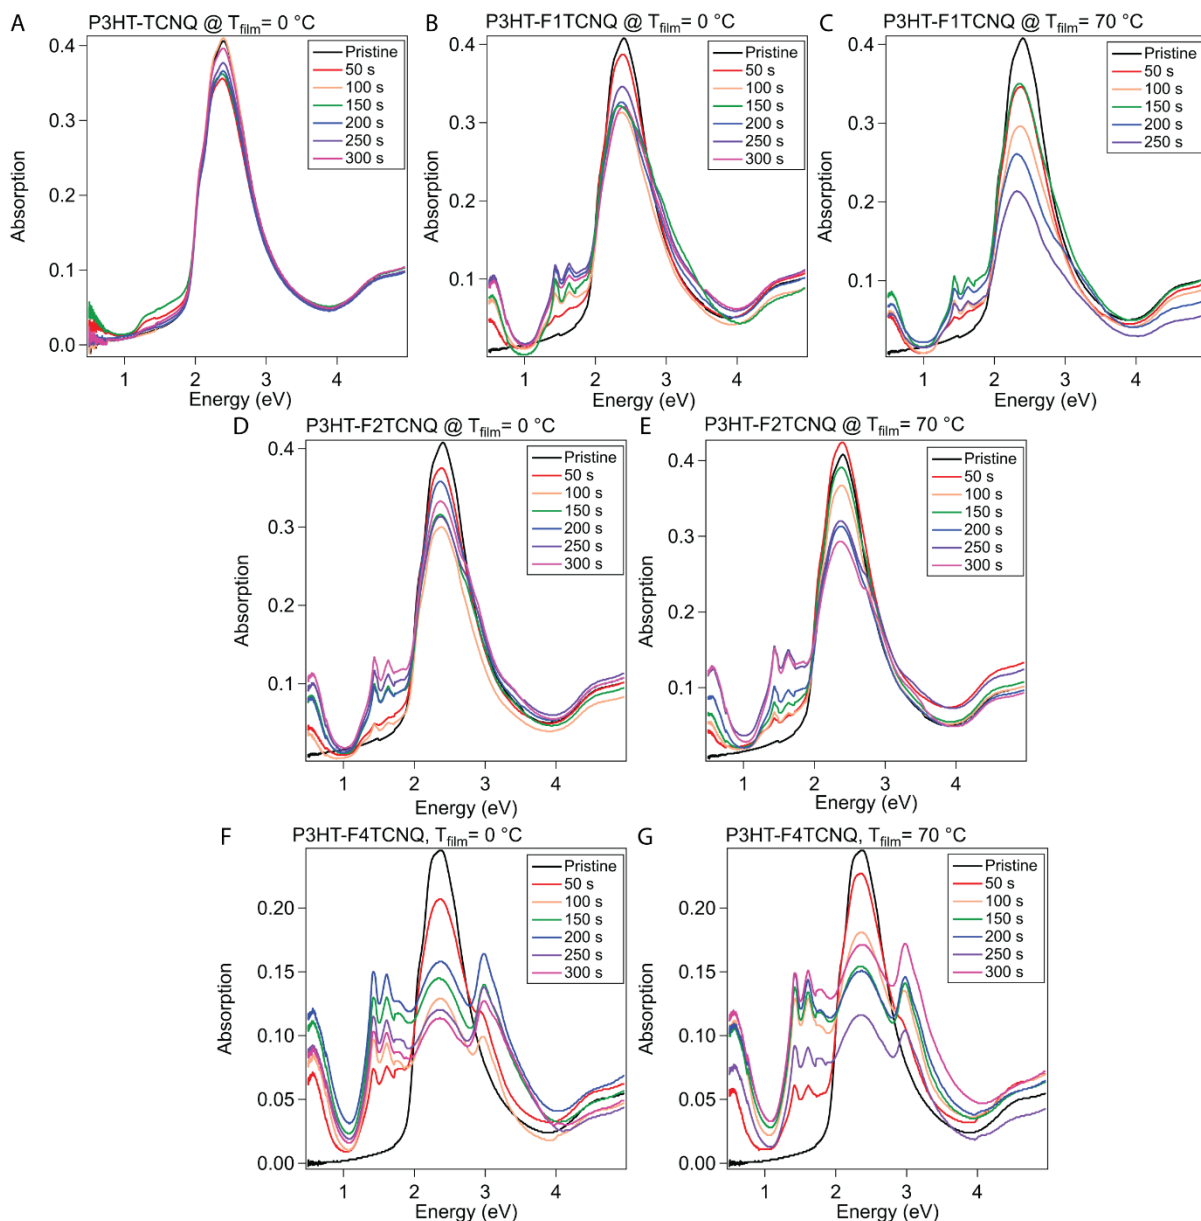 A
P3HT-TCNQ @ Tfilm= 0 °C
0.4
0.3
0.2
0.1
0.0
Absorption
Pristine
50 s
100 s
150 s
200 s
250 s
300 s
1 2 3 4
Energy (eV)
B
P3HT-F1TCNQ @ Tfilm= 0 °C
0.4
0.3
0.2
0.1
Absorption
Pristine
50 s
100 s
150 s
200 s
250 s
300 s
1 2 3 4
Energy (eV)
C
P3HT-F1TCNQ @ Tfilm= 70 °C
0.4
0.3
0.2
0.1
Absorption
Pristine
50 s
100 s
150 s
200 s
250 s
1 2 3 4
Energy (eV)
D
P3HT-F2TCNQ @ Tfilm= 0 °C
0.4
0.3
0.2
0.1
Absorption
Pristine
50 s
100 s
150 s
200 s
250 s
300 s
1 2 3 4
Energy (eV)
E
P3HT-F2TCNQ @ Tfilm= 70 °C
0.4
0.3
0.2
0.1
Absorption
Pristine
50 s
100 s
150 s
200 s
250 s
300 s
1 2 3 4
Energy (eV)
F
P3HT-F4TCNQ, Tfilm= 0 °C
0.20
0.15
0.10
0.05
0.00
Absorption
Pristine
50 s
100 s
150 s
200 s
250 s
300 s
1 2 3 4
Energy (eV)
G
P3HT-F4TCNQ, Tfilm= 70 °C
0.20
0.15
0.10
0.05
0.00
Absorption
Pristine
50 s
100 s
150 s
200 s
250 s
300 s
1 2 3 4
Energy (eV)